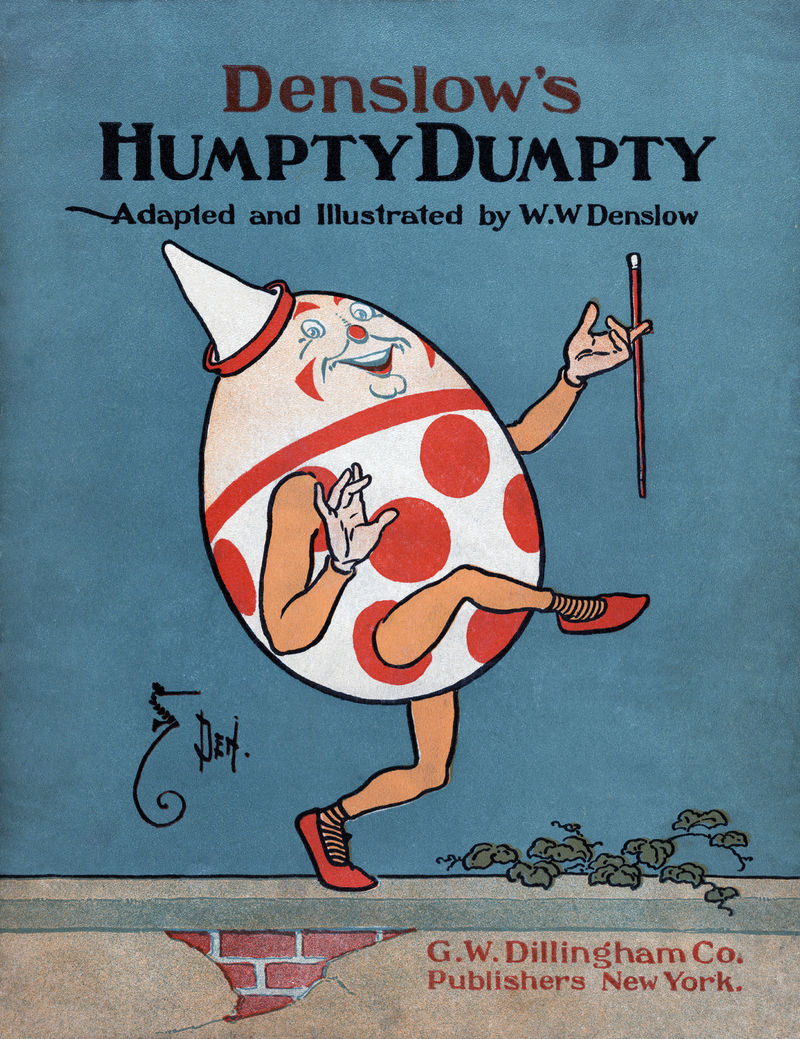 Denslow's
HUMPTY DUMPTY
Adapted and Illustrated by W.W Denslow
DEN.
G.W. Dillingham Co.
Publishers New York.